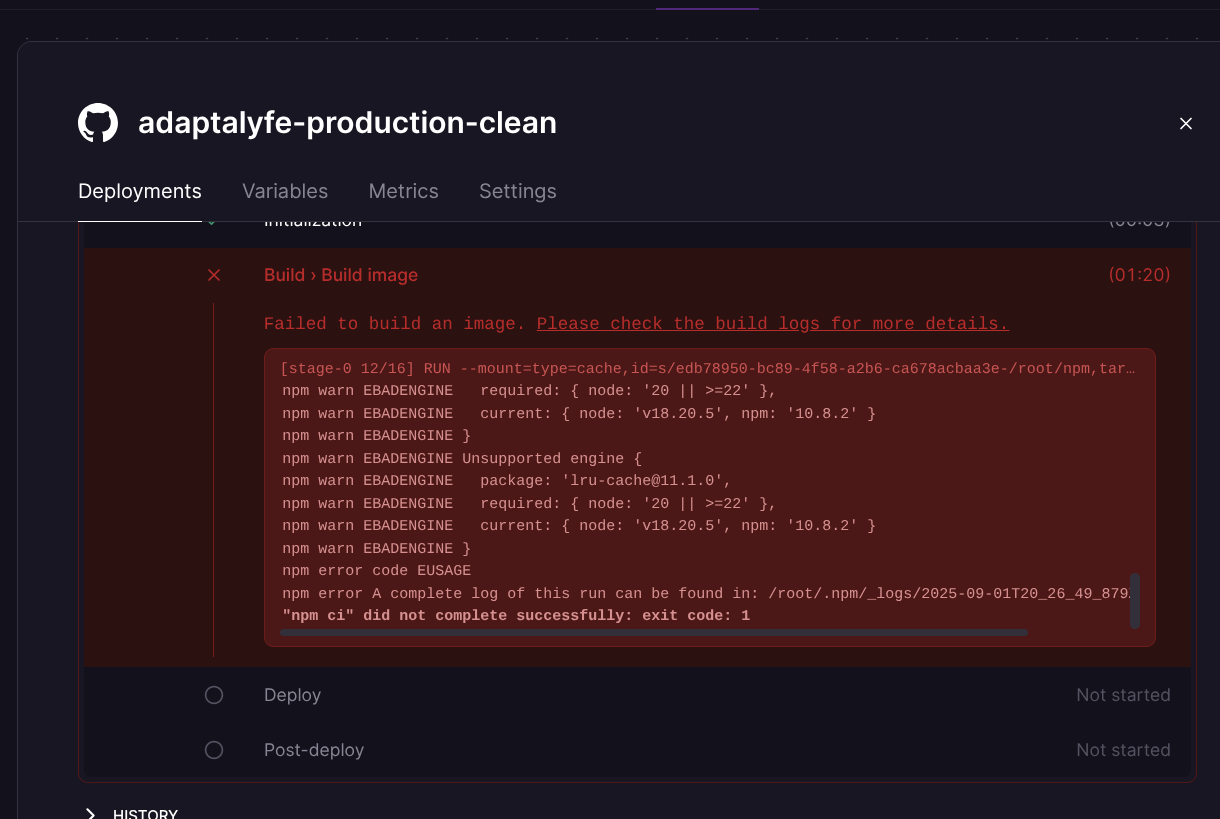 adaptalyfe-production-clean
Deployments Variables Metrics Settings
Initialization (00:03)
Build › Build image (01:20)
Failed to build an image. Please check the build logs for more details.
[stage-0 12/16] RUN --mount=type=cache,id=s/edb78950-bc89-4f58-a2b6-ca678acbaa3e-/root/npm,tar…
npm warn EBADENGINE   required: { node: '20 || >=22' },
npm warn EBADENGINE   current: { node: 'v18.20.5', npm: '10.8.2' }
npm warn EBADENGINE }
npm warn EBADENGINE Unsupported engine {
npm warn EBADENGINE   package: 'lru-cache@11.1.0',
npm warn EBADENGINE   required: { node: '20 || >=22' },
npm warn EBADENGINE   current: { node: 'v18.20.5', npm: '10.8.2' }
npm warn EBADENGINE }
npm error code EUSAGE
npm error A complete log of this run can be found in: /root/.npm/_logs/2025-09-01T20_26_49_879
"npm ci" did not complete successfully: exit code: 1
Deploy Not started
Post-deploy Not started
HISTORY